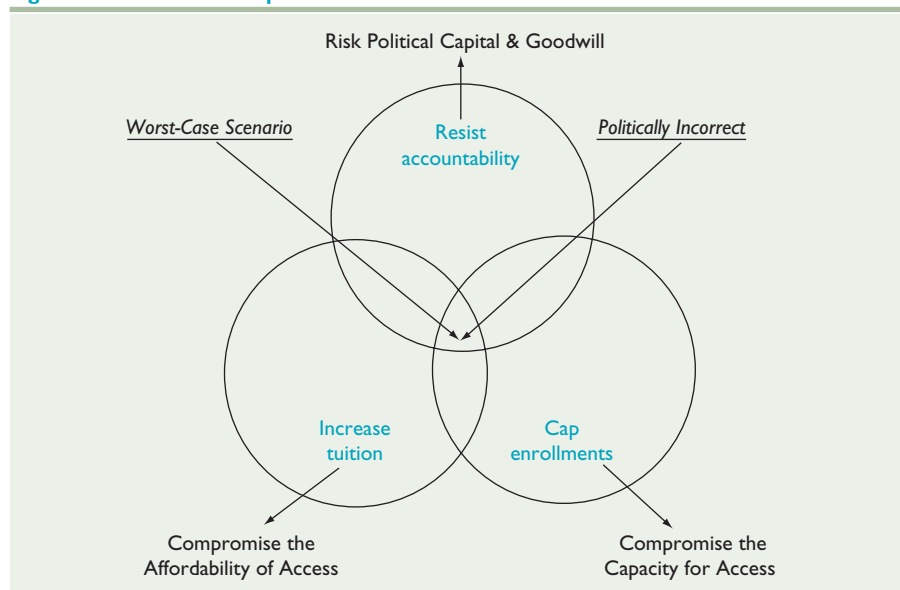 Risk Political Capital & Goodwill
Worst-Case Scenario
Politically Incorrect
Resist
accountability
Increase
tuition
Cap
enrollments
Compromise the
Affordability of Access
Compromise the
Capacity for Access